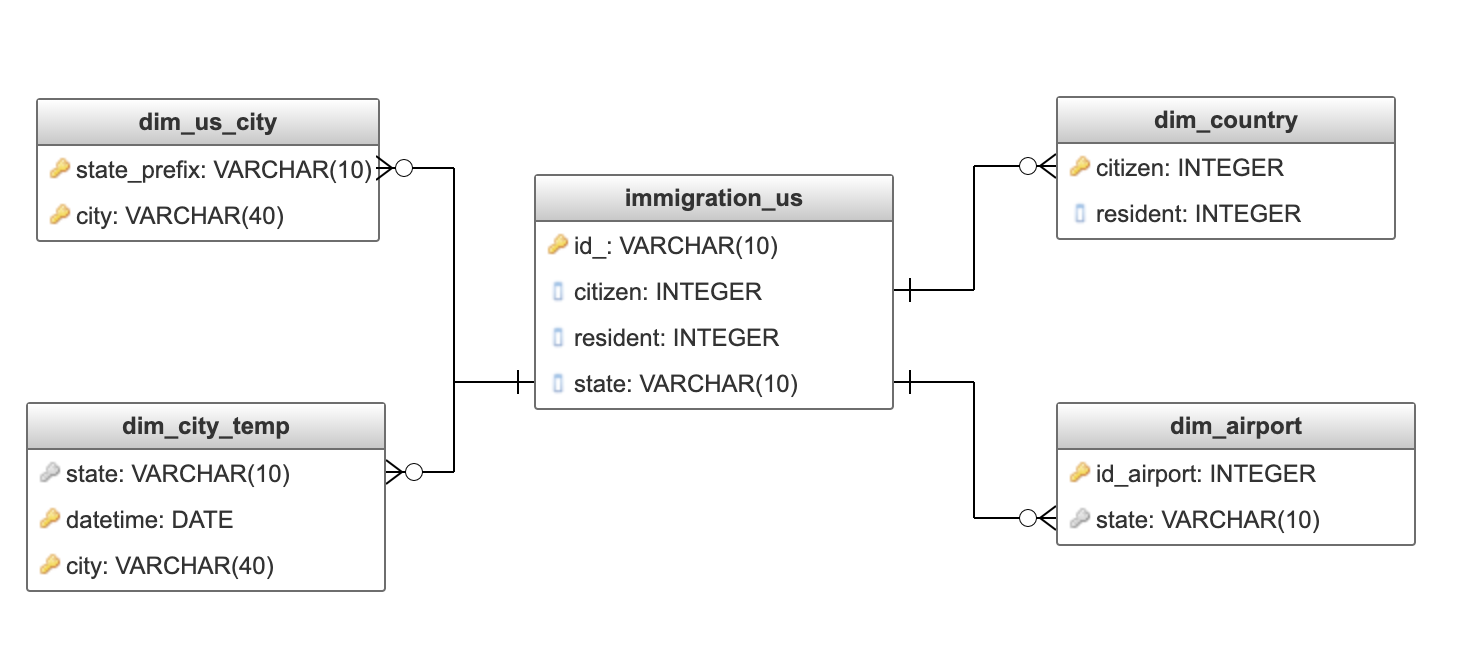 dim_us_city
state_prefix: VARCHAR(10)
city: VARCHAR(40)
dim_city_temp
state: VARCHAR(10)
datetime: DATE
city: VARCHAR(40)
immigration_us
id_: VARCHAR(10)
citizen: INTEGER
resident: INTEGER
state: VARCHAR(10)
dim_country
citizen: INTEGER
resident: INTEGER
dim_airport
id_airport: INTEGER
state: VARCHAR(10)